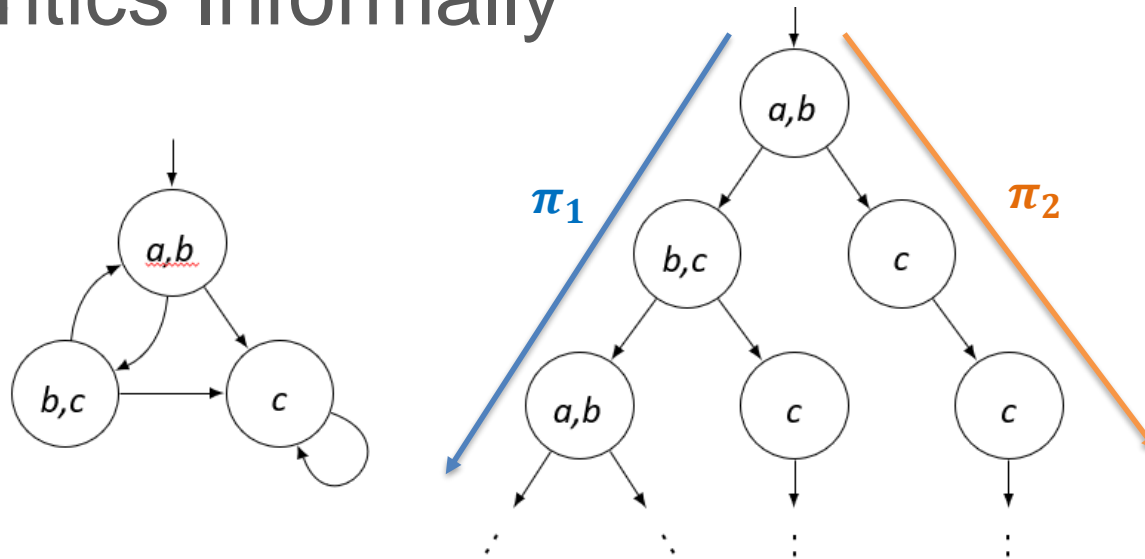 ntics Informally
a,b
b,c
c
a,b
π₁
π₂
b,c
c
a,b
c
c